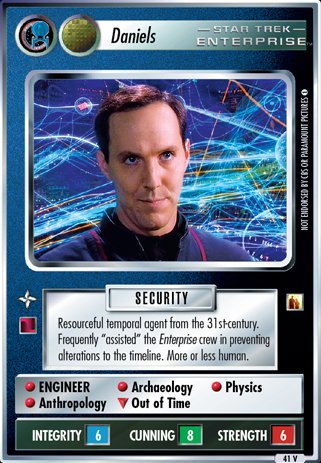 Daniels
STAR TREK
ENTERPRISE
NOT ENDORSED BY CBS OR PARAMOUNT PICTURES
SECURITY
Resourceful temporal agent from the 31st-century.
Frequently “assisted” the Enterprise crew in preventing
alterations to the timeline. More or less human.
ENGINEER Archaeology Physics
Anthropology Out of Time
INTEGRITY 6 CUNNING 8 STRENGTH 6
41 V